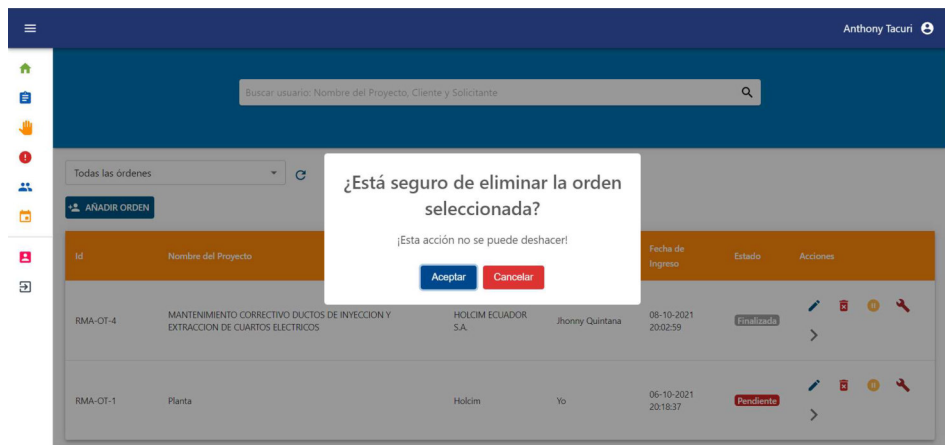 Anthony Tacuri
Buscar usuario: Nombre del Proyecto, Cliente y Solicitante
Todas las órdenes
AÑADIR ORDEN
¿Está seguro de eliminar la orden
seleccionada?
¡Esta acción no se puede deshacer!
Aceptar
Cancelar
Id
Nombre del Proyecto
Fecha de
Ingreso
Estado
Acciones
RMA-OT-4
MANTENIMIENTO CORRECTIVO DUCTOS DE INYECCION Y
EXTRACCION DE CUARTOS ELECTRICOS
HOLCIM ECUADOR
S.A.
Jhonny Quintana
08-10-2021
20:02:59
Finalizada
RMA-OT-1
Planta
Holcim
Yo
06-10-2021
20:18:37
Pendiente